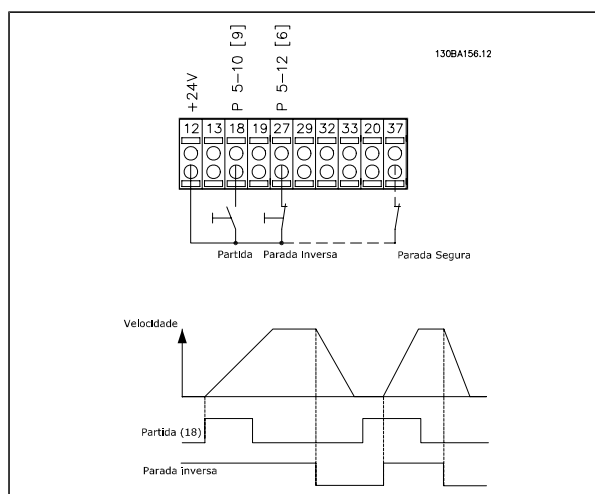 130BA156.12
+24V
P 5-10 [9]
P 5-12 [6]
12 13 18 19 27 29 32 33 20 37
Partida Parada Inversa Parada Segura
Velocidade
Partida (18)
Parada inversa